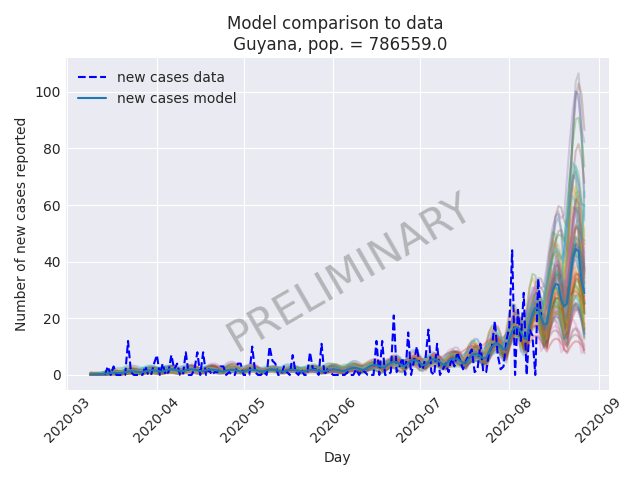 Model comparison to data
Guyana, pop. = 786559.0
new cases data
new cases model
Number of new cases reported
100
80
60
40
20
0
PRELIMINARY
2020-03
2020-04
2020-05
2020-06
2020-07
2020-08
2020-09
Day